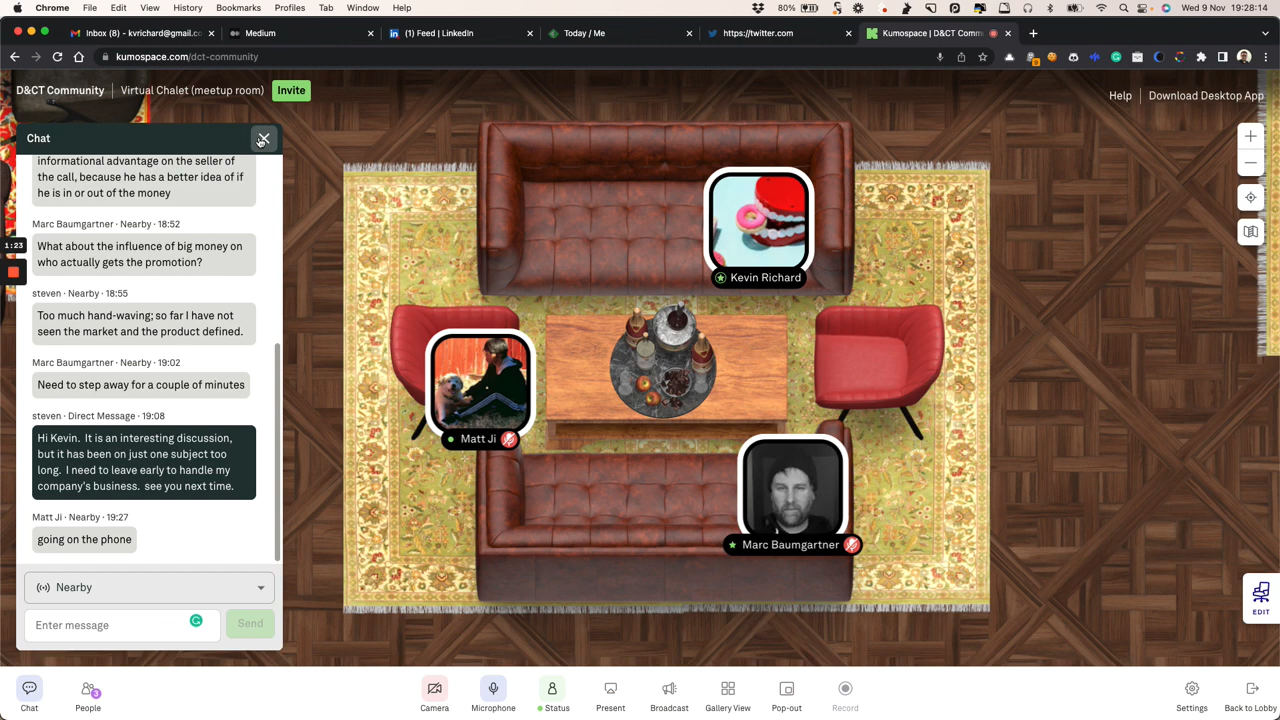 Chrome File Edit View History Bookmarks Profiles Tab Window Help 80% Wed 9 Nov 19:28:14
Inbox (8) - kvrichard@gmail.co Medium (1) Feed | LinkedIn Today / Me https://twitter.com Kumospace | D&CT Comm
kumospace.com/dct-community
D&CT Community Virtual Chalet (meetup room) Invite
Help Download Desktop App
Chat
informational advantage on the seller of
the call, because he has a better idea of if
he is in or out of the money
Marc Baumgartner · Nearby · 18:52
What about the influence of big money on
who actually gets the promotion?
1:23
steven · Nearby · 18:55
Too much hand-waving; so far I have not
seen the market and the product defined.
Marc Baumgartner · Nearby · 19:02
Need to step away for a couple of minutes
steven · Direct Message · 19:08
Hi Kevin. It is an interesting discussion,
but it has been on just one subject too
long. I need to leave early to handle my
company's business. see you next time.
Matt Ji · Nearby · 19:27
going on the phone
Nearby
Enter message
Send
Kevin Richard
Matt Ji
Marc Baumgartner
EDIT
Chat
3
People
Camera
Microphone
Status
Present
Broadcast
Gallery View
Pop-out
Record
Settings
Back to Lobby